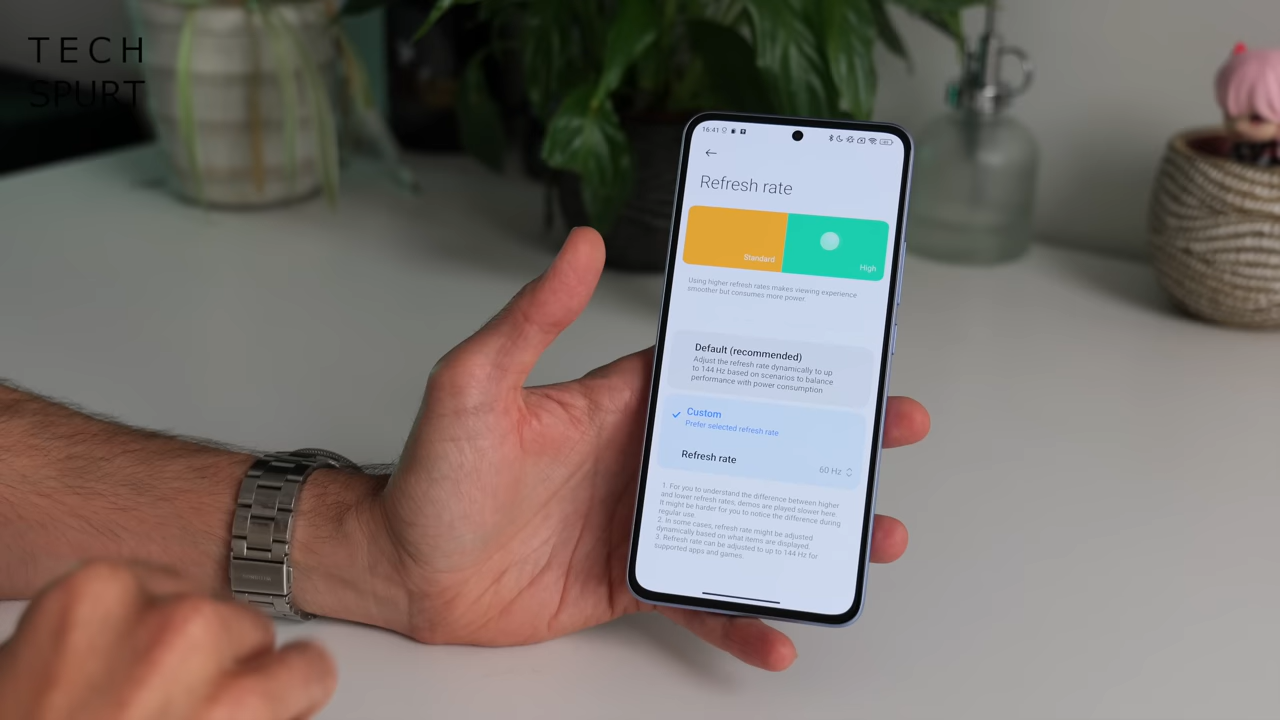 TECH
SPURT
16:41
Refresh rate
Standard
High
Using higher refresh rates makes viewing experience
smoother but consumes more power.
Default (recommended)
Adjust the refresh rate dynamically to up
to 144 Hz based on scenarios to balance
performance with power consumption
Custom
Prefer selected refresh rate
Refresh rate
60 Hz
1. For you to understand the difference between higher
and lower refresh rates, demos are played slower here.
It might be harder for you to notice the difference during
regular use.
2. In some cases, refresh rate might be adjusted
dynamically based on what items are displayed.
3. Refresh rate can be adjusted to up to 144 Hz for
supported apps and games.